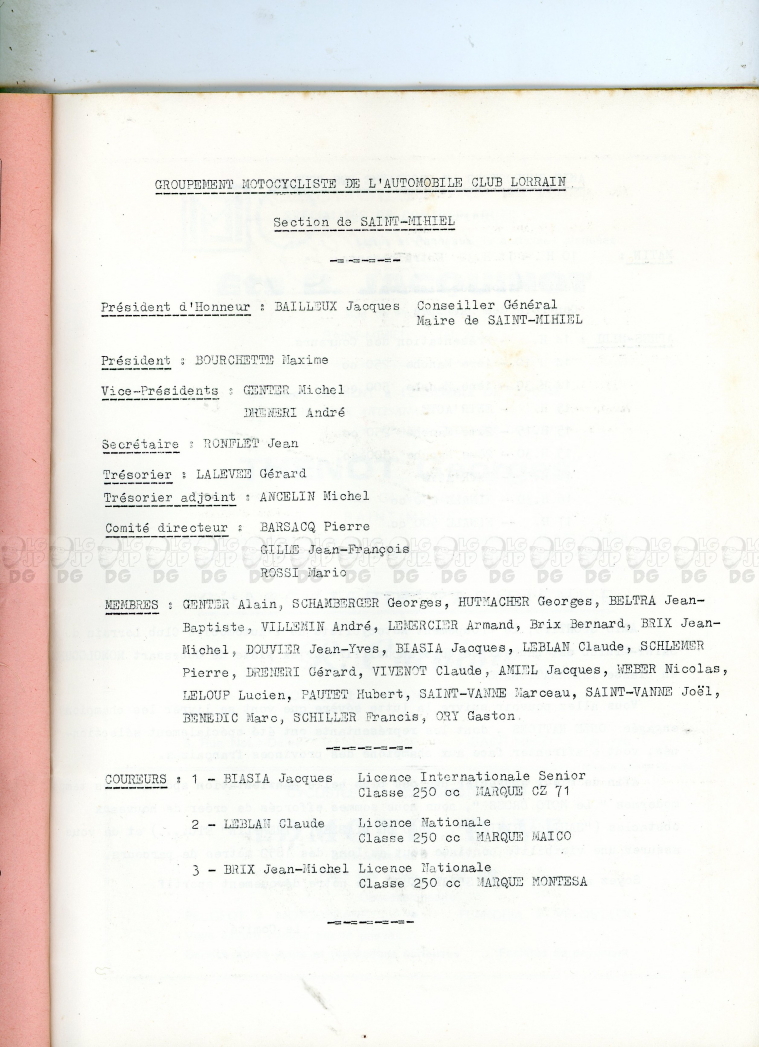 GROUPEMENT MOTOCYCLISTE DE L'AUTOMOBILE CLUB LORRAIN
Section de SAINT-MIHIEL
-=-=-=-=-
Président d'Honneur : BAILLEUX Jacques Conseiller Général
Maire de SAINT-MIHIEL
Président : BOURCHETTE Maxime
Vice-Présidents : GENTER Michel
DRENERI André
Secrétaire : RONFLET Jean
Trésorier : LALEVEE Gérard
Trésorier adjoint : ANCELIN Michel
Comité directeur : BARSACQ Pierre
GILLE Jean-François
ROSSI Mario
MEMBRES : GENTER Alain, SCHAMBERGER Georges, HUTMACHER Georges, BELTRA Jean-
Baptiste, VILLEMIN André, LEMERCIER Armand, Brix Bernard, BRIX Jean-
Michel, DOUVIER Jean-Yves, BIASIA Jacques, LEBLAN Claude, SCHLEMER
Pierre, DRENERI Gérard, VIVENOT Claude, AMIEL Jacques, WEBER Nicolas,
LELOUP Lucien, PAUTET Hubert, SAINT-VANNE Marceau, SAINT-VANNE Joël,
BENEDIC Marc, SCHILLER Francis, ORY Gaston
-=-=-=-=-=-
COUREURS : 1 - BIASIA Jacques Licence Internationale Senior
Classe 250 cc MARQUE CZ 71
2 - LEBLAN Claude Licence Nationale
Classe 250 cc MARQUE MAICO
3 - BRIX Jean-Michel Licence Nationale
Classe 250 cc MARQUE MONTESA
-=-=-=-=-=-